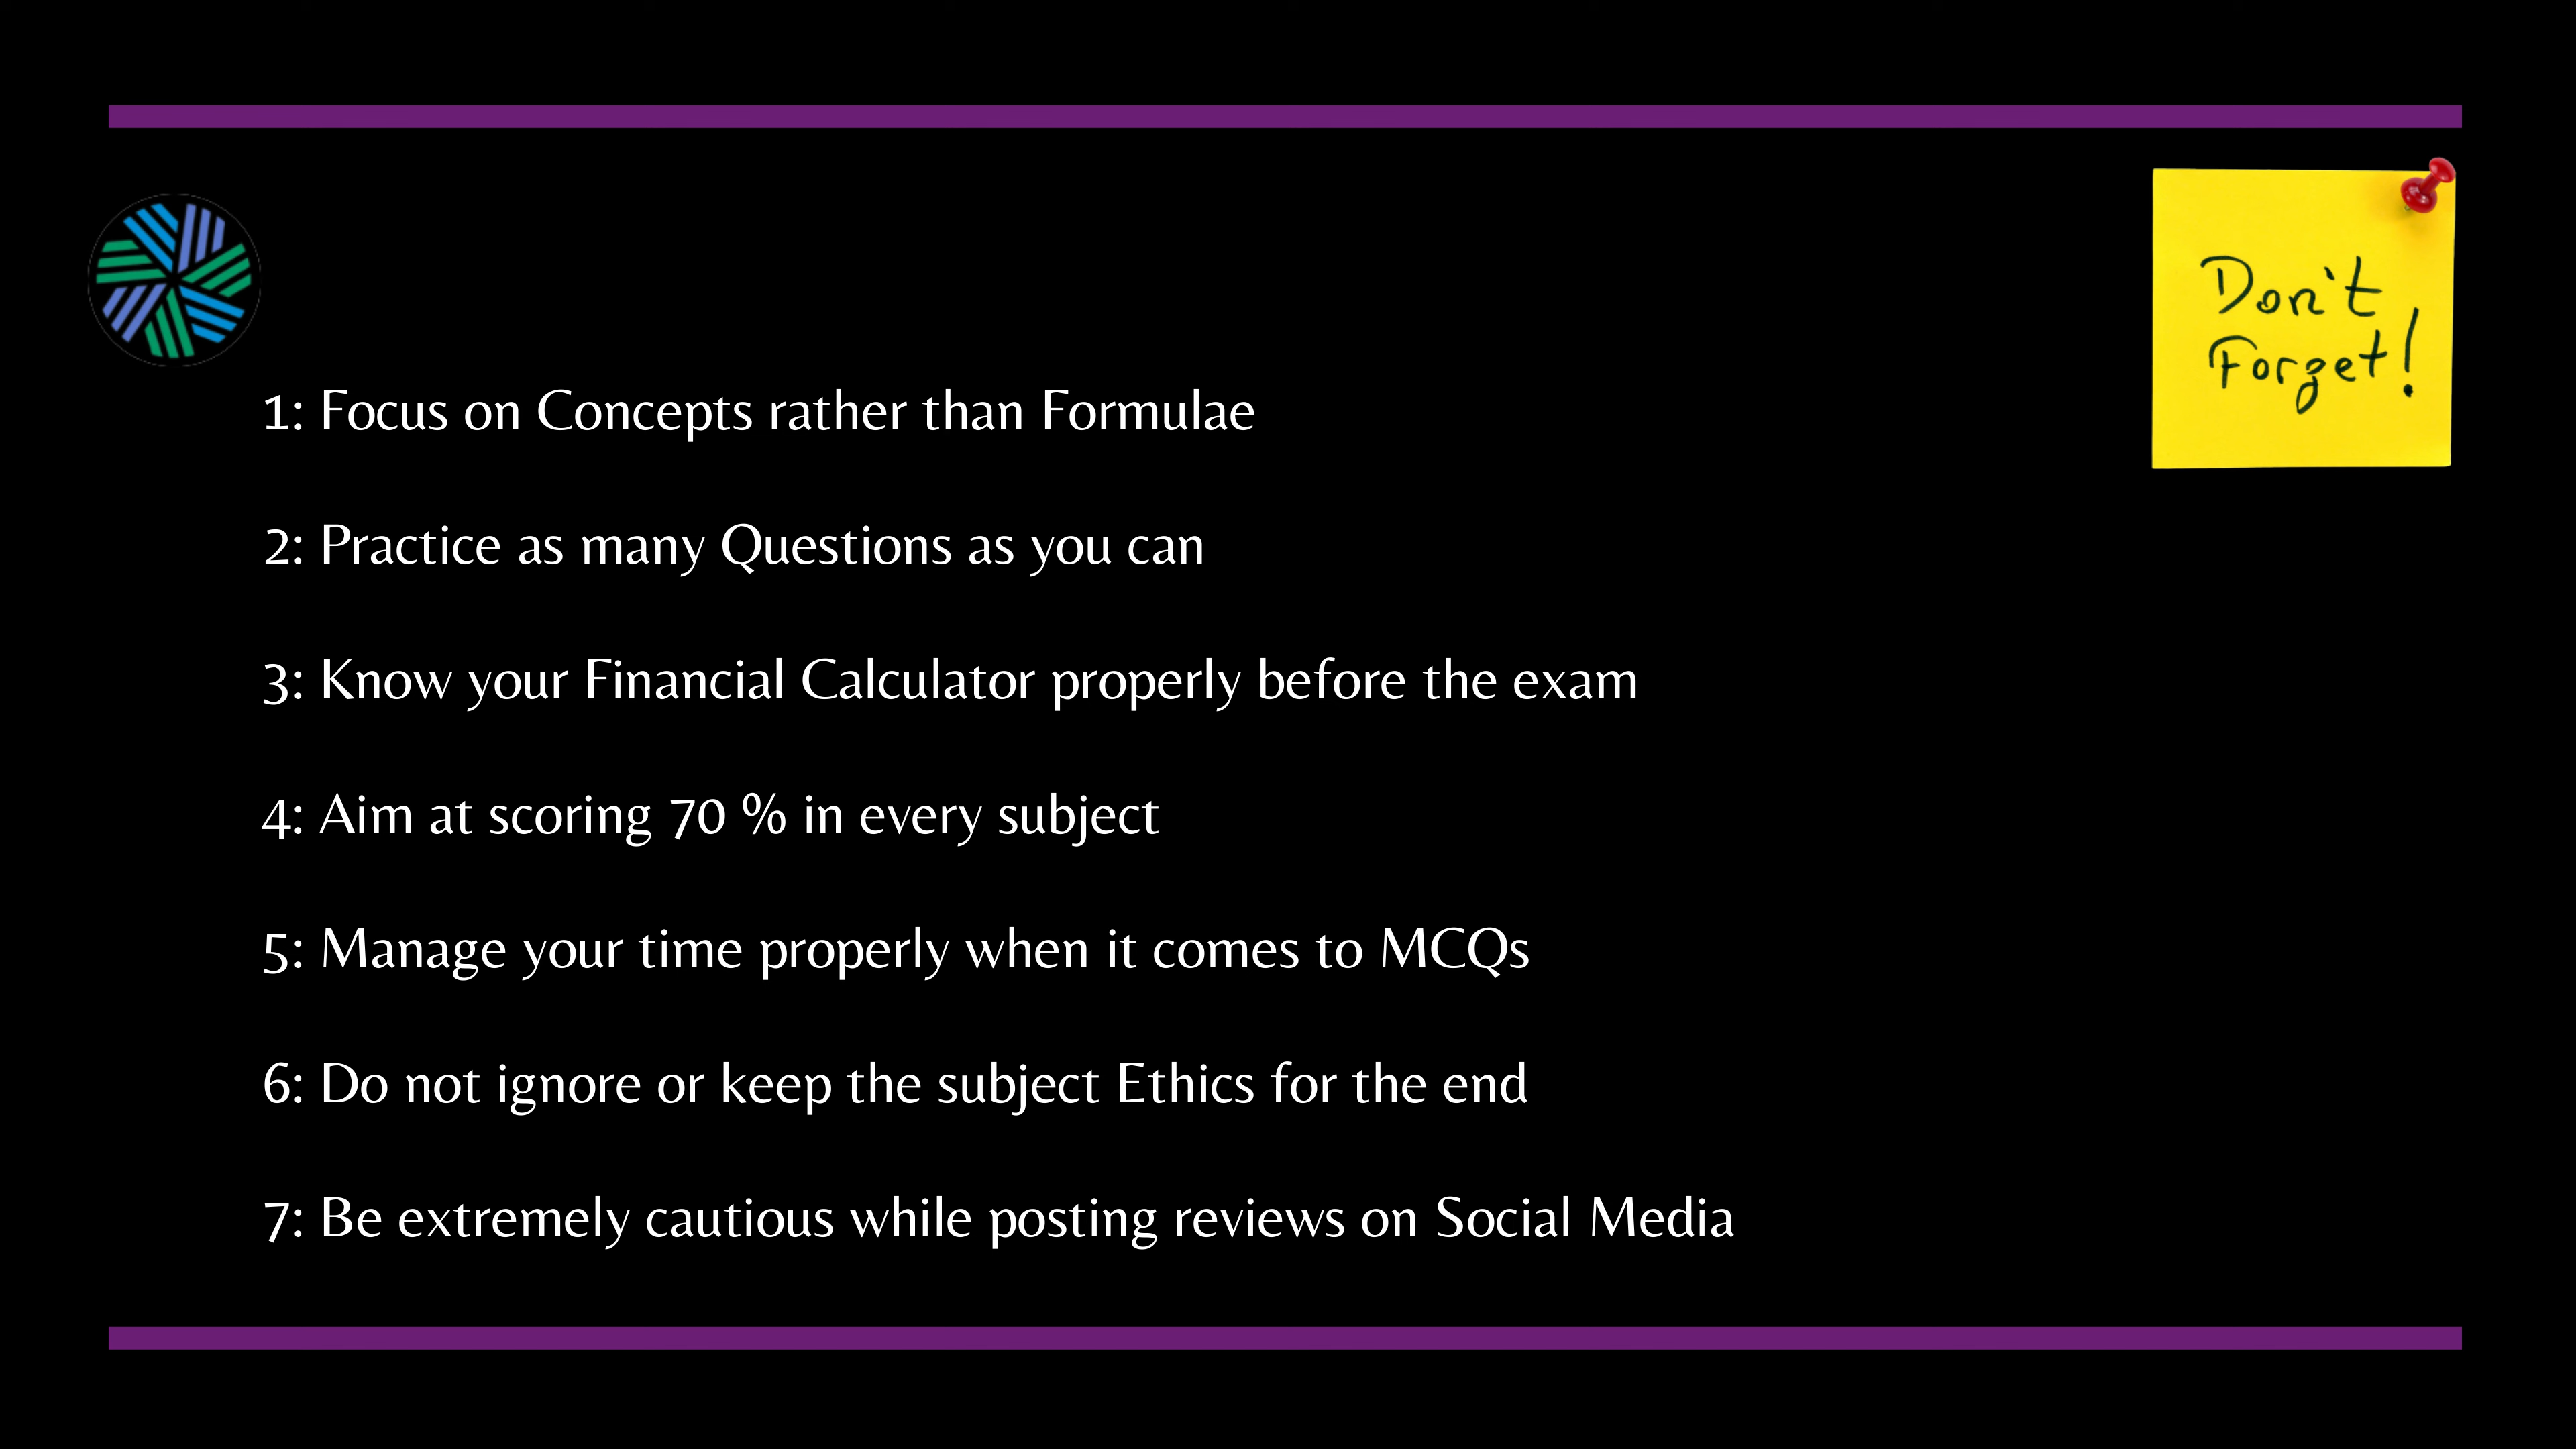 Don't
Forget!
1: Focus on Concepts rather than Formulae
2: Practice as many Questions as you can
3: Know your Financial Calculator properly before the exam
4: Aim at scoring 70 % in every subject
5: Manage your time properly when it comes to MCQs
6: Do not ignore or keep the subject Ethics for the end
7: Be extremely cautious while posting reviews on Social Media